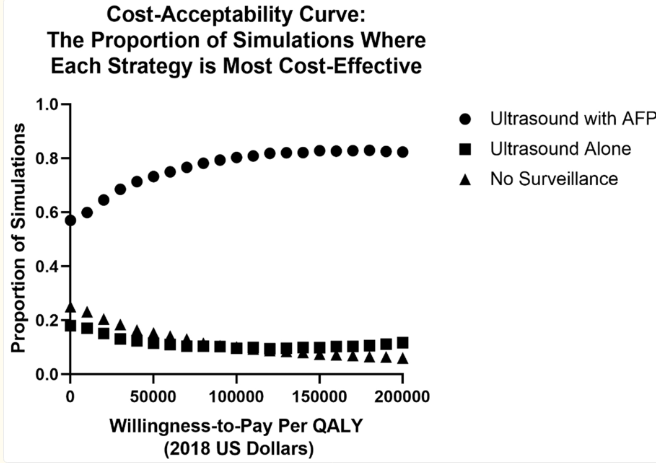 Cost-Acceptability Curve:
The Proportion of Simulations Where
Each Strategy is Most Cost-Effective
Proportion of Simulations
1.0
0.8
0.6
0.4
0.2
0.0
0
50000
100000
150000
200000
Willingness-to-Pay Per QALY
(2018 US Dollars)
Ultrasound with AFP
Ultrasound Alone
No Surveillance